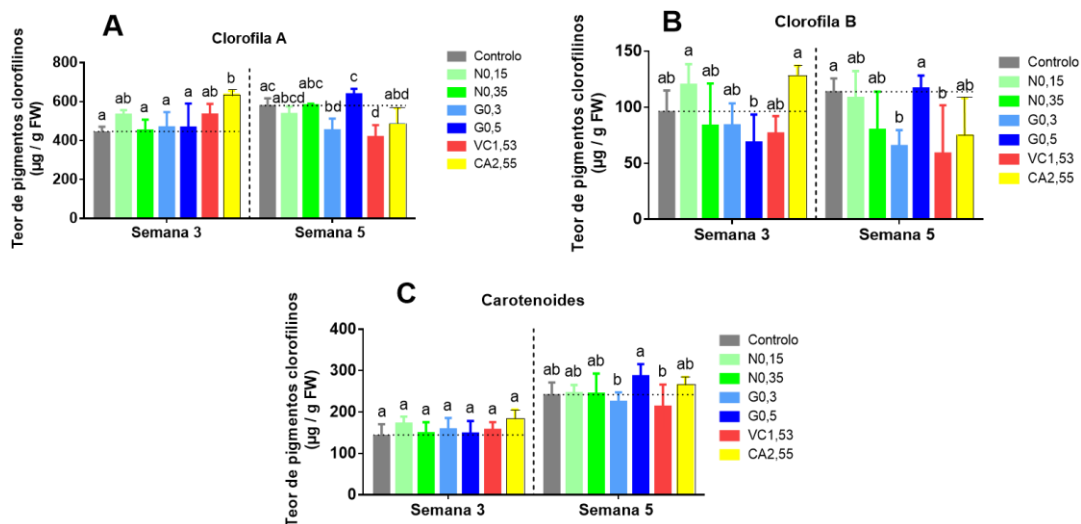 A
Clorofila A
Teor de pigmentos clorofilinos
(µg / g FW)
800
600
400
200
0
a
ab
a
a
a
ab
b
ac
abcd
abc
bd
c
d
abd
Semana 3
Semana 5
Controlo
N0,15
N0,35
G0,3
G0,5
VC1,53
CA2,55
B
Clorofila B
Teor de pigmentos clorofilinos
(µg / g FW)
150
100
50
0
ab
a
ab
ab
b
ab
a
a
ab
ab
b
a
b
ab
Semana 3
Semana 5
Controlo
N0,15
N0,35
G0,3
G0,5
VC1,53
CA2,55
C
Carotenoides
Teor de pigmentos clorofilinos
(µg / g FW)
400
300
200
100
0
a
a
a
a
a
a
a
ab
ab
ab
b
a
b
ab
Semana 3
Semana 5
Controlo
N0,15
N0,35
G0,3
G0,5
VC1,53
CA2,55